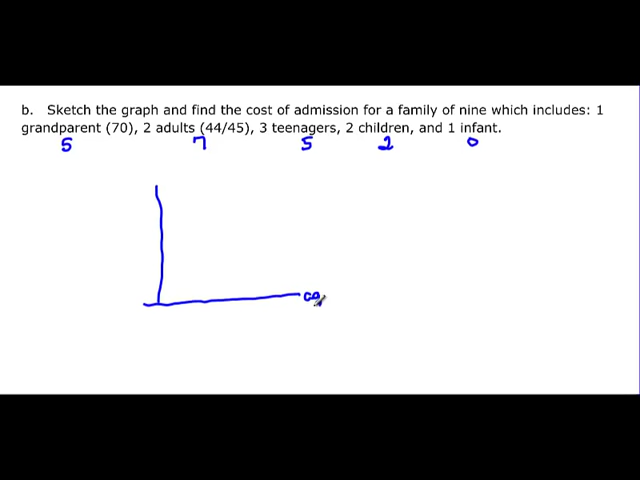 b. Sketch the graph and find the cost of admission for a family of nine which includes: 1
grandparent (70), 2 adults (44/45), 3 teenagers, 2 children, and 1 infant.
5 7 5 2 0
co